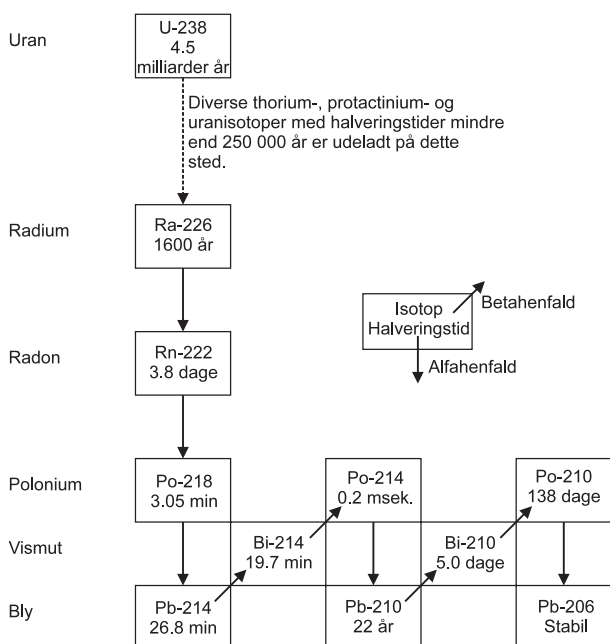 Uran
U-238
4.5
milliarder år
Diverse thorium-, protactinium- og
uranisotoper med halveringstider mindre
end 250 000 år er udeladt på dette
sted.
Radium
Ra-226
1600 år
Isotop
Halveringstid
Betahenfald
Alfahenfald
Radon
Rn-222
3.8 dage
Polonium
Po-218
3.05 min
Po-214
0.2 msek.
Po-210
138 dage
Vismut
Bi-214
19.7 min
Bi-210
5.0 dage
Bly
Pb-214
26.8 min
Pb-210
22 år
Pb-206
Stabil